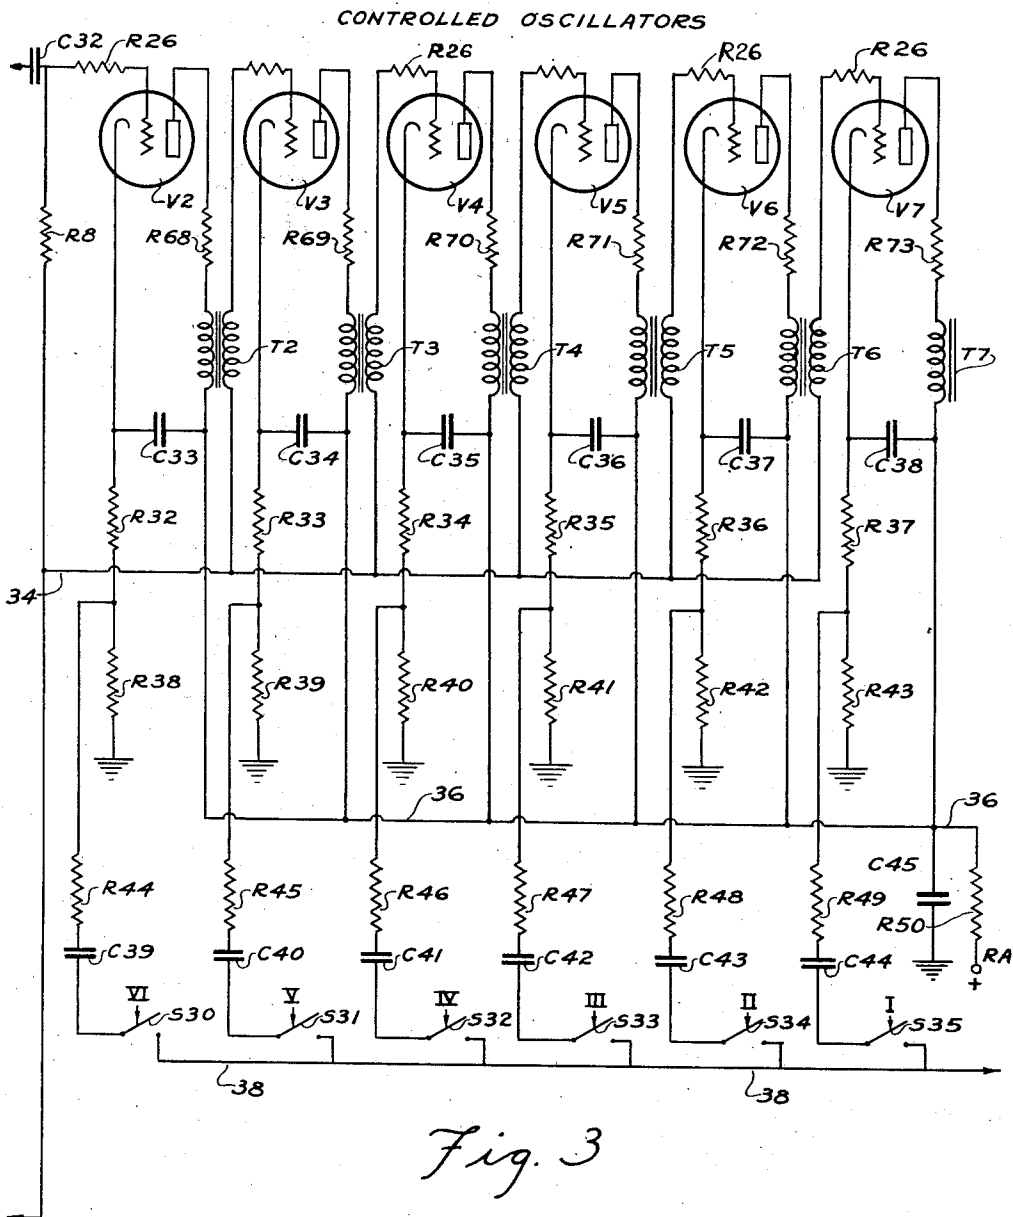 CONTROLLED OSCILLATORS
C32 R26 R26 R26 R26
V2 V3 V4 V5 V6 V7
R8 R68 R69 R70 R71 R72 R73
T2 T3 T4 T5 T6 T7
C33 C34 C35 C36 C37 C38
R32 R33 R34 R35 R36 R37
34
R38 R39 R40 R41 R42 R43
36 36
R44 R45 R46 R47 R48 R49 C45 R50
C39 C40 C41 C42 C43 C44 RA
+
VI V IV III II I
S30 S31 S32 S33 S34 S35
38 38
Fig. 3